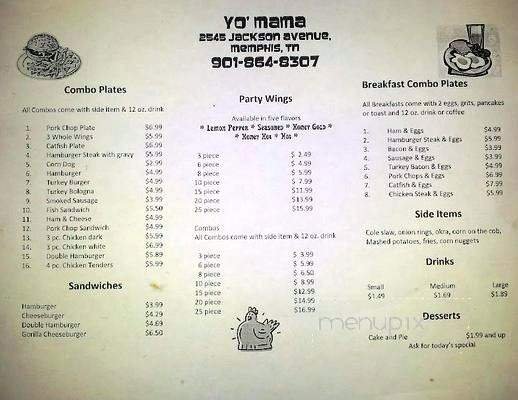 YO' MAMA
2545 Jackson Avenue,
Memphis, TN
901-864-8307
Combo Plates
All Combos come with side item & 12 oz. drink
1. Pork Chop Plate $6.99
2. 3 Whole Wings $5.99
3. Catfish Plate $6.99
4. Hamburger Steak with gravy $5.99
5. Corn Dog $2.99
6. Hamburger $4.99
7. Turkey Burger $4.99
8. Turkey Bologna $4.99
9. Smoked Sausage $3.99
10. Fish Sandwich $5.50
11. Ham & Cheese $4.99
12. Pork Chop Sandwich $4.99
13. 3 pc. Chicken dark $5.99
14. 3 pc. Chicken white $6.99
15. Double Hamburger $5.89
16. 4 pc. Chicken Tenders $5.99
Sandwiches
Hamburger $3.99
Cheeseburger $4.29
Double Hamburger $4.69
Gorilla Cheeseburger $6.50
Party Wings
Available in five flavors
* Lemon Pepper * Seasoned * Honey Gold *
* Honey Hot * Hot *
3 piece $ 2.49
5 piece $ 4.99
8 piece $ 5.99
10 piece $ 7.99
15 piece $11.99
20 piece $13.99
25 piece $15.99
Combos
All Combos come with side item & 12 oz. drink
3 piece $ 3.99
6 piece $ 5.99
8 piece $ 6.50
10 piece $ 8.99
15 piece $12.99
20 piece $14.99
25 piece $16.99
Breakfast Combo Plates
All Breakfasts come with 2 eggs, grits, pancakes
or toast and 12 oz. drink or coffee
1. Ham & Eggs $4.99
2. Hamburger Steak & Eggs $5.99
3. Bacon & Eggs $3.99
4. Sausage & Eggs $3.99
5. Turkey Bacon & Eggs $4.99
6. Pork Chops & Eggs $6.99
7. Catfish & Eggs $7.99
8. Chicken Steak & Eggs $5.99
Side Items
Cole slaw, onion rings, okra, corn on the cob,
Mashed potatoes, fries, corn nuggets
Drinks
Small Medium Large
$1.49 $1.69 $1.89
Desserts
Cake and Pie $1.99 and up
Ask for today's special
menupix